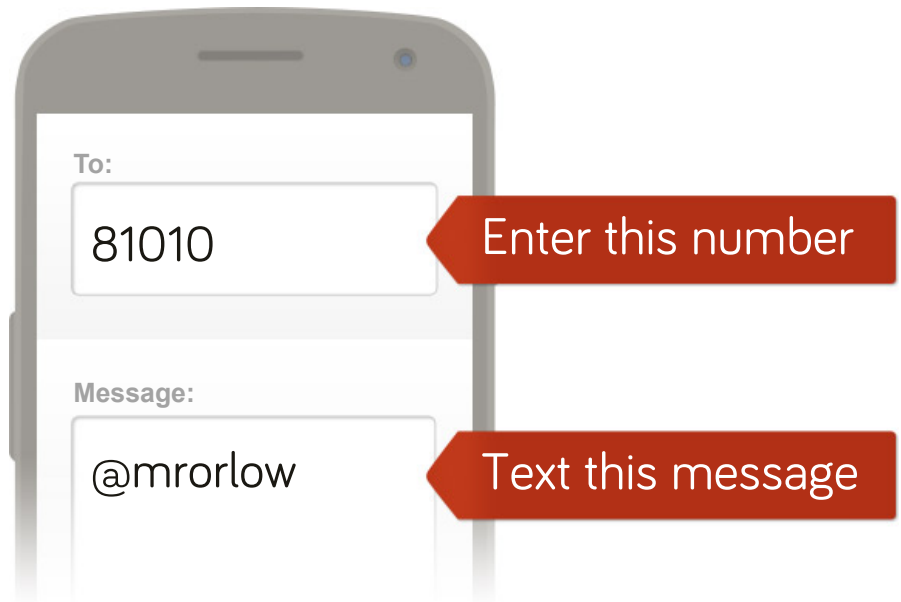 To:
81010
Enter this number
Message:
@mrorlow
Text this message